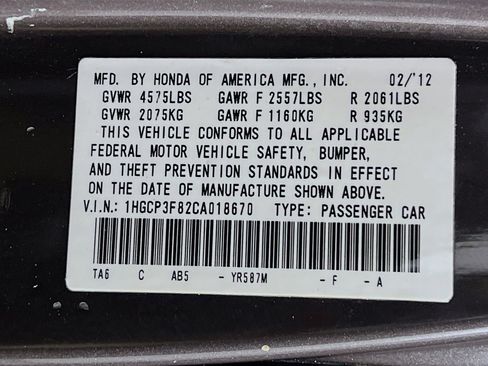 MFD. BY HONDA OF AMERICA MFG., INC. 02/'12
GVWR 4575LBS GAWR F 2557LBS R 2061LBS
GVWR 2075KG GAWR F 1160KG R 935KG
THIS VEHICLE CONFORMS TO ALL APPLICABLE
FEDERAL MOTOR VEHICLE SAFETY, BUMPER,
AND THEFT PREVENTION STANDARDS IN EFFECT
ON THE DATE OF MANUFACTURE SHOWN ABOVE.
V.I.N.: 1HGCP3F82CA018670 TYPE: PASSENGER CAR
TA6 C AB5 - YR587M - F - A